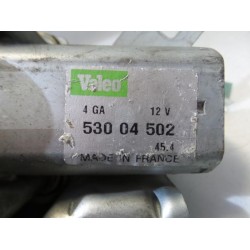 Valeo
4 GA 12 V
530 04 502
45.4
MADE IN FRANCE